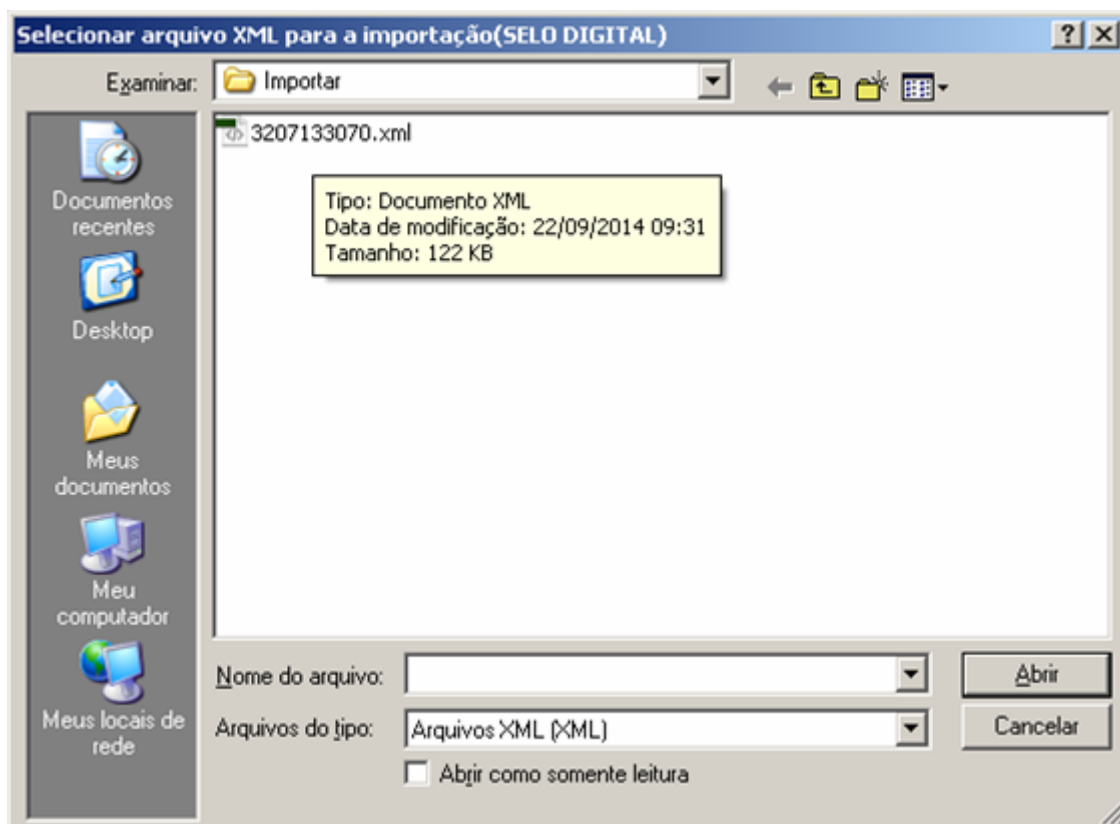 Selecionar arquivo XML para a importação(SELO DIGITAL)
Examinar:
Importar
3207133070.xml
Tipo: Documento XML
Data de modificação: 22/09/2014 09:31
Tamanho: 122 KB
Documentos
recentes
Desktop
Meus
documentos
Meu
computador
Meus locais de
rede
Nome do arquivo:
Abrir
Arquivos do tipo:
Arquivos XML (XML)
Cancelar
Abrir como somente leitura